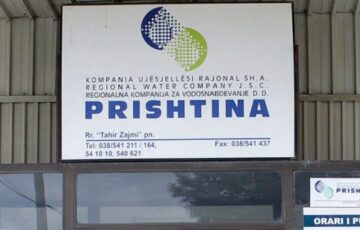 KOMPANIA UJËSJELLËSI RAJONAL SH.A.
REGIONAL WATER COMPANY J.S.C.
REGIONALNA KOMPANIJA ZA VODOSNABDEVANJE D.D.
PRISHTINA
Rr. "Tahir Zajmi" pn.
Tel: 038/541 211 / 164, Fax: 038/541 437
54 10 10, 540 621
PRISHT
ORARI I P